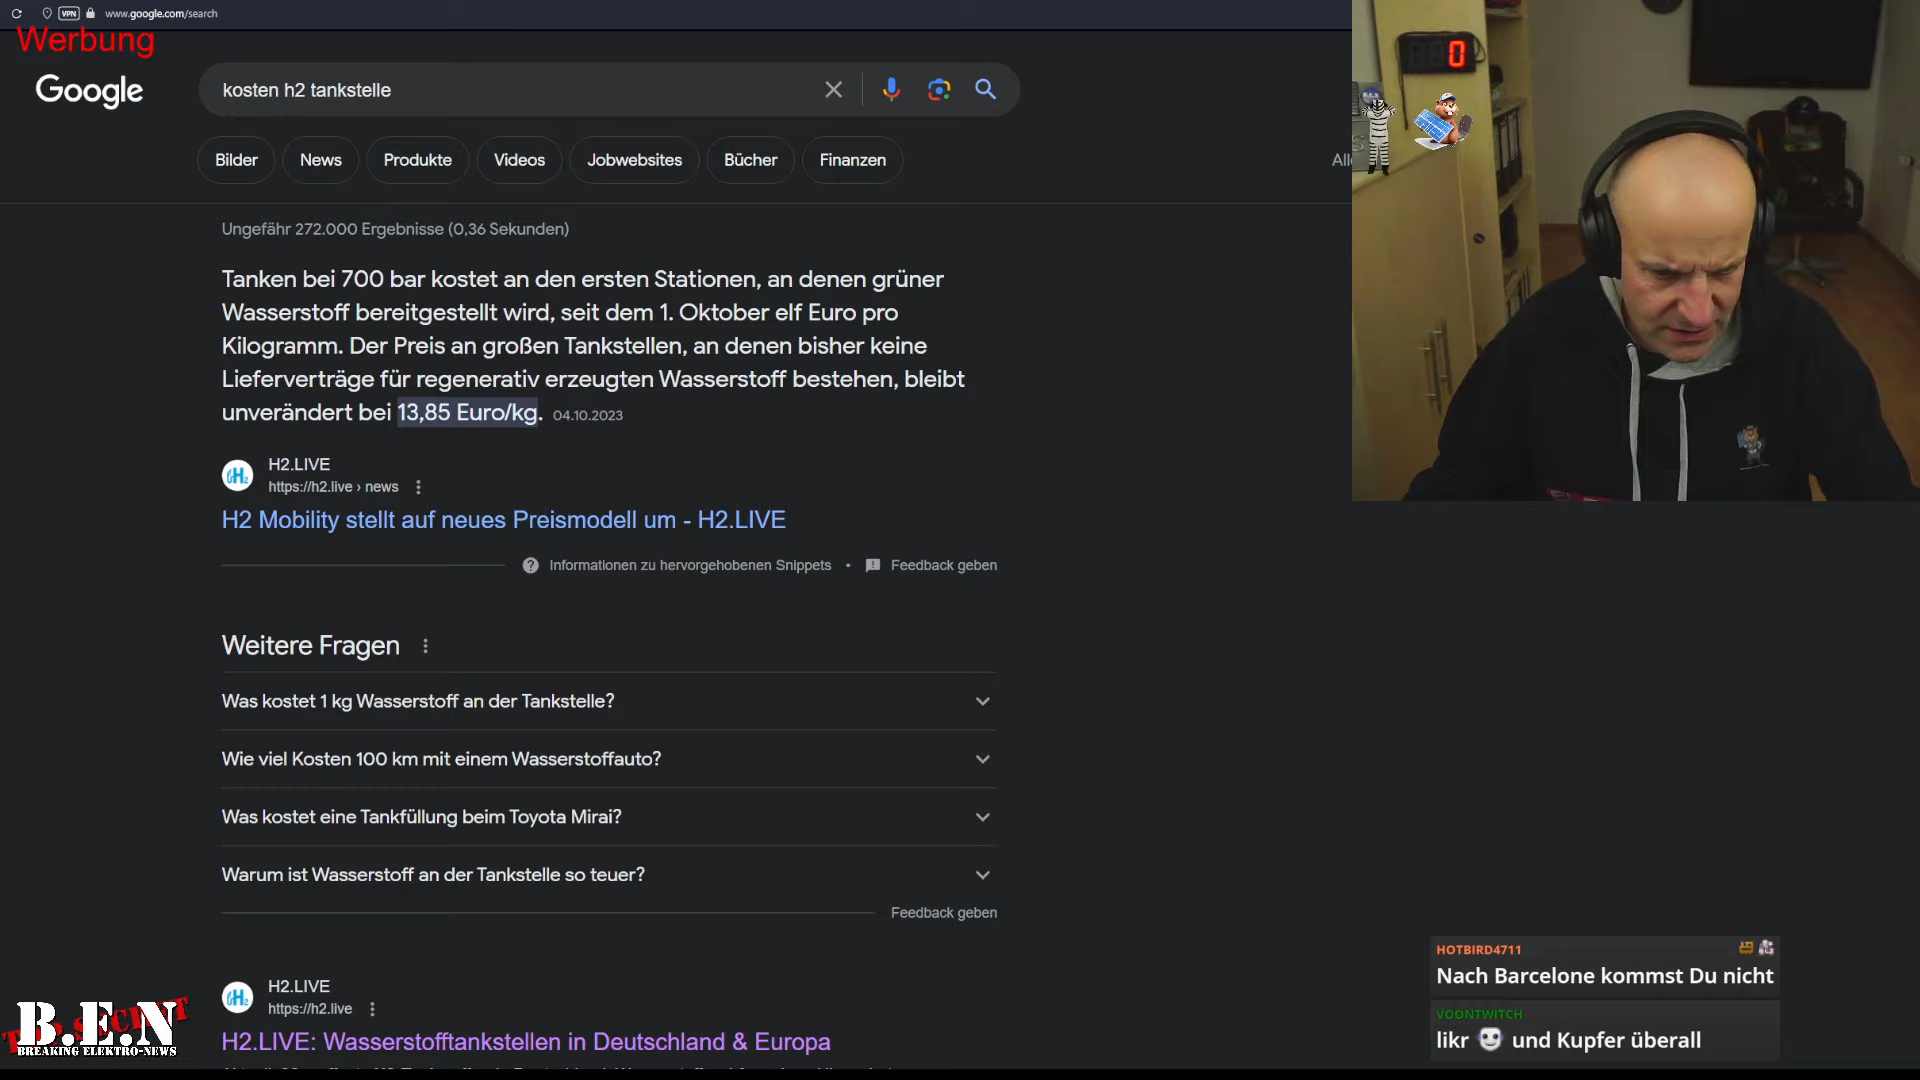 VPN
www.google.com/search
Werbung
Google
kosten h2 tankstelle
Bilder
News
Produkte
Videos
Jobwebsites
Bücher
Finanzen
Ungefähr 272.000 Ergebnisse (0,36 Sekunden)
Tanken bei 700 bar kostet an den ersten Stationen, an denen grüner
Wasserstoff bereitgestellt wird, seit dem 1. Oktober elf Euro pro
Kilogramm. Der Preis an großen Tankstellen, an denen bisher keine
Lieferverträge für regenerativ erzeugten Wasserstoff bestehen, bleibt
unverändert bei 13,85 Euro/kg. 04.10.2023
H2.LIVE
https://h2.live › news
H2 Mobility stellt auf neues Preismodell um - H2.LIVE
Informationen zu hervorgehobenen Snippets • Feedback geben
Weitere Fragen
Was kostet 1 kg Wasserstoff an der Tankstelle?
Wie viel Kosten 100 km mit einem Wasserstoffauto?
Was kostet eine Tankfüllung beim Toyota Mirai?
Warum ist Wasserstoff an der Tankstelle so teuer?
Feedback geben
H2.LIVE
https://h2.live
H2.LIVE: Wasserstofftankstellen in Deutschland & Europa
0
HOTBIRD4711
Nach Barcelone kommst Du nicht
VOONTWITCH
likr und Kupfer überall
B.E.N
BREAKING ELEKTRO-NEWS